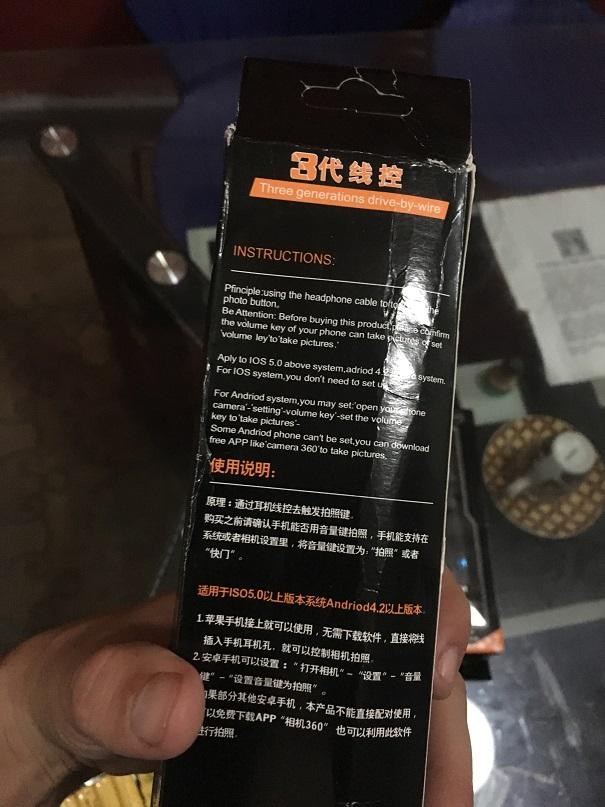 3代线控
Three generations drive-by-wire
INSTRUCTIONS:
Pfinciple:using the headphone cable the
photo button。
Be Attention: Before buying this product, confirm
the volume key of your phone can take pictures or set
'volume ley'to'take pictures.'
Aply to IOS 5.0 above system,adriod 4. system.
For IOS system,you don't need to set
For Andriod system,you may set:'open phone
camera'-'setting'-volume key'-set the volume
key to'take pictures'-
Some Andriod phone can't be set,you can download
free APP like'camera 360'to take pictures.
使用说明:
原理：通过耳机线控去触发拍照键。
购买之前请确认手机能否用音量键拍照，手机能支持在
系统或者相机设置里，将音量键设置为：“拍照”或者
“快门”。
适用于ISO5.0以上版本系统Andriod4.2以上版本。
1.苹果手机接上就可以使用，无需下载软件，直接将线
插入手机耳机孔，就可以控制相机拍照。
2.安卓手机可以设置：“打开相机”-“设置”-“音量
键”-“设置音量键为拍照”。
果部分其他安卓手机，本产品不能直接配对使用，
以免费下载APP“相机360”也可以利用此软件
进行拍照.